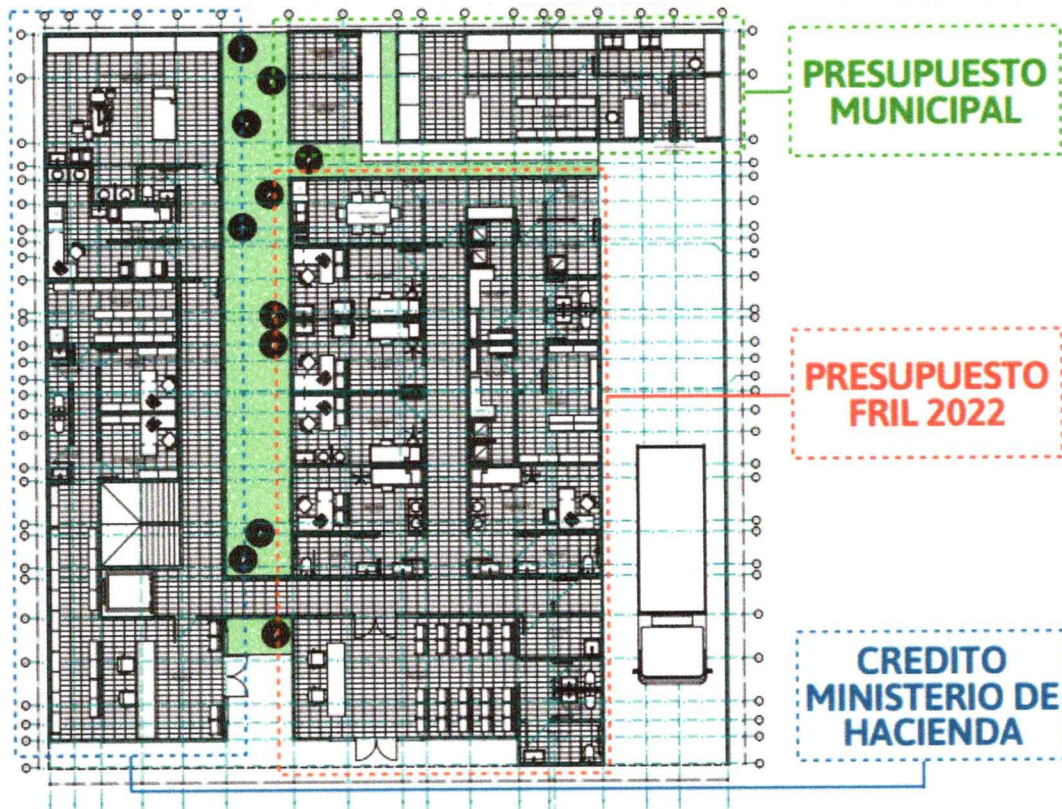 PRESUPUESTO
MUNICIPAL
PRESUPUESTO
FRIL 2022
CREDITO
MINISTERIO DE
HACIENDA